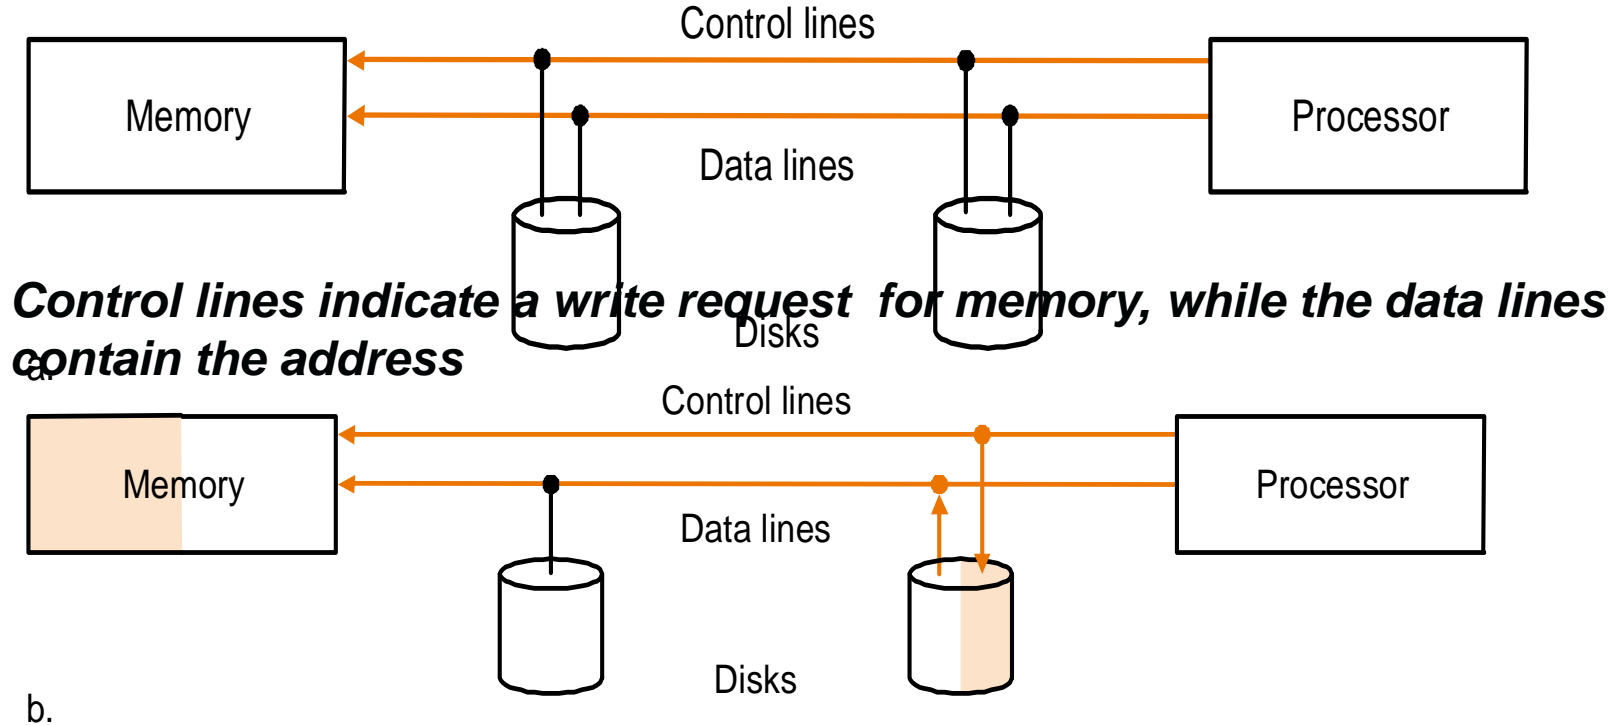 Control lines
Memory
Processor
Data lines
Control lines indicate a write request for memory, while the data lines
Disks
contain the address
a.
Control lines
Memory
Processor
Data lines
Disks
b.